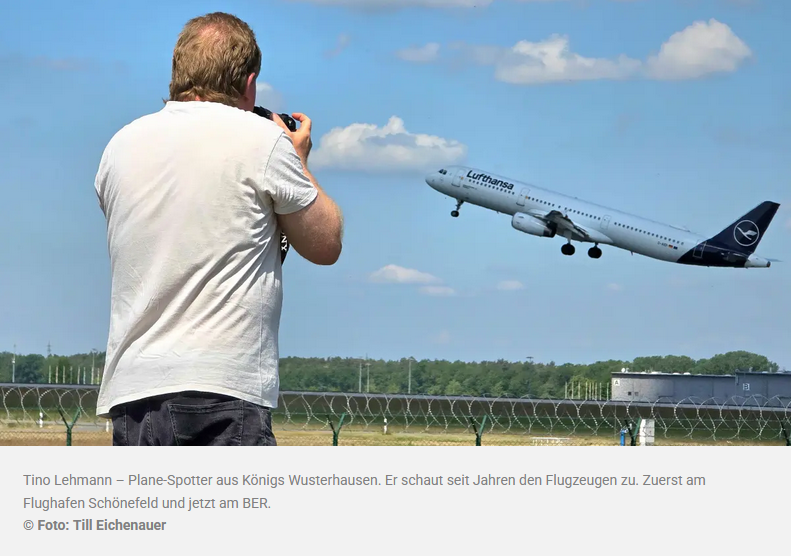 Lufthansa
Tino Lehmann – Plane-Spotter aus Königs Wusterhausen. Er schaut seit Jahren den Flugzeugen zu. Zuerst am
Flughafen Schönefeld und jetzt am BER.
© Foto: Till Eichenauer